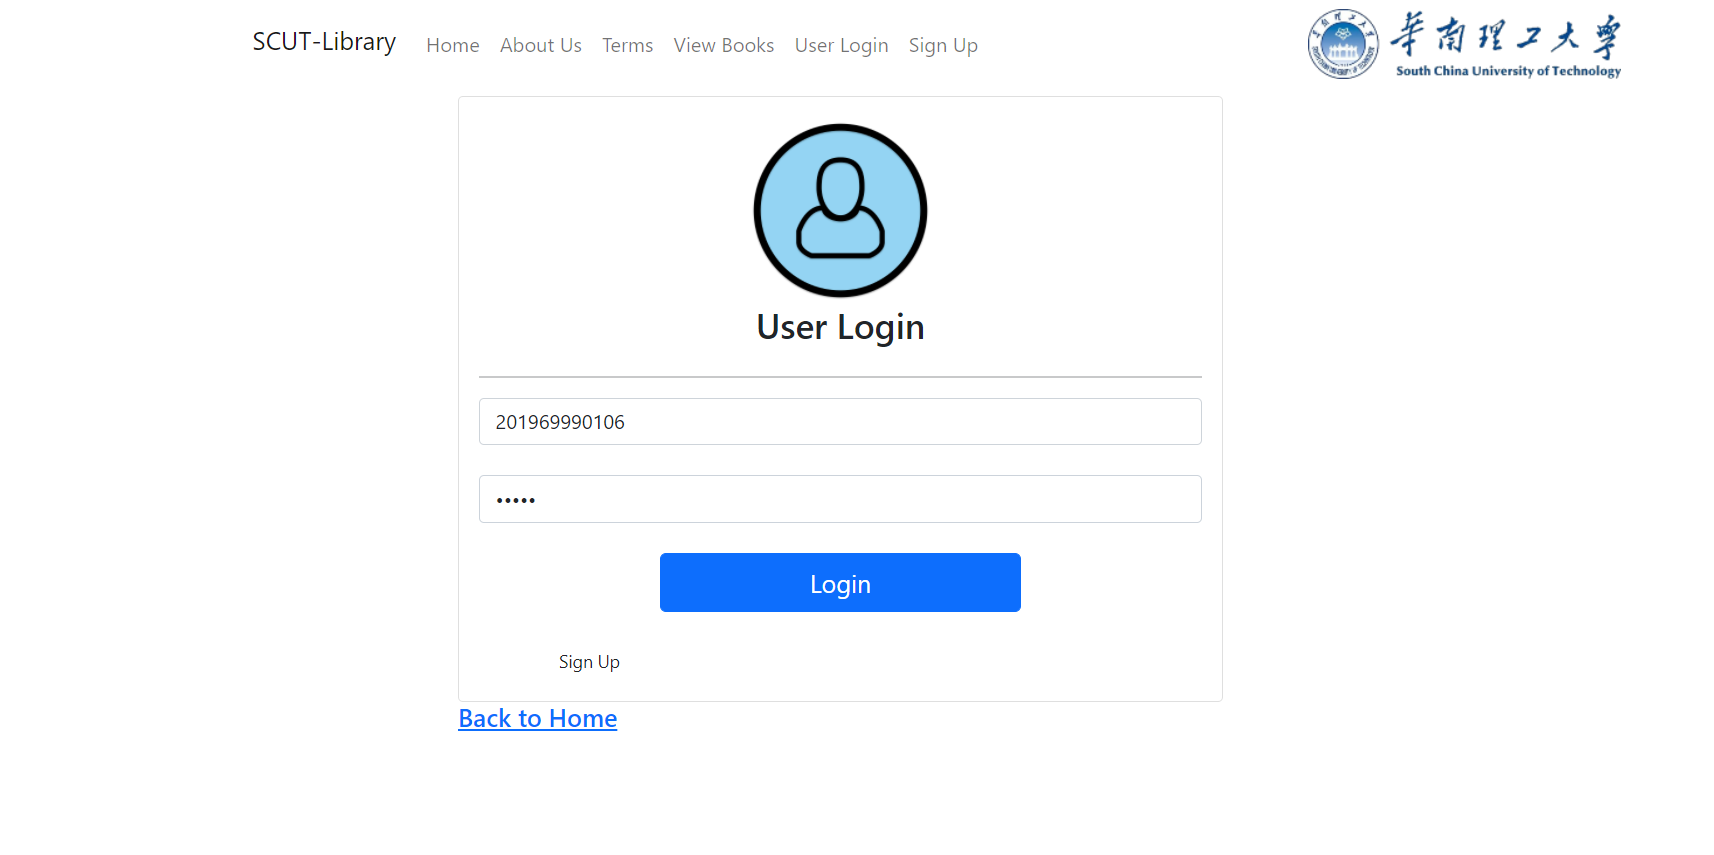 SCUT-Library Home About Us Terms View Books User Login Sign Up
華南理工大學
South China University of Technology
User Login
201969990106
•••••
Login
Sign Up
Back to Home